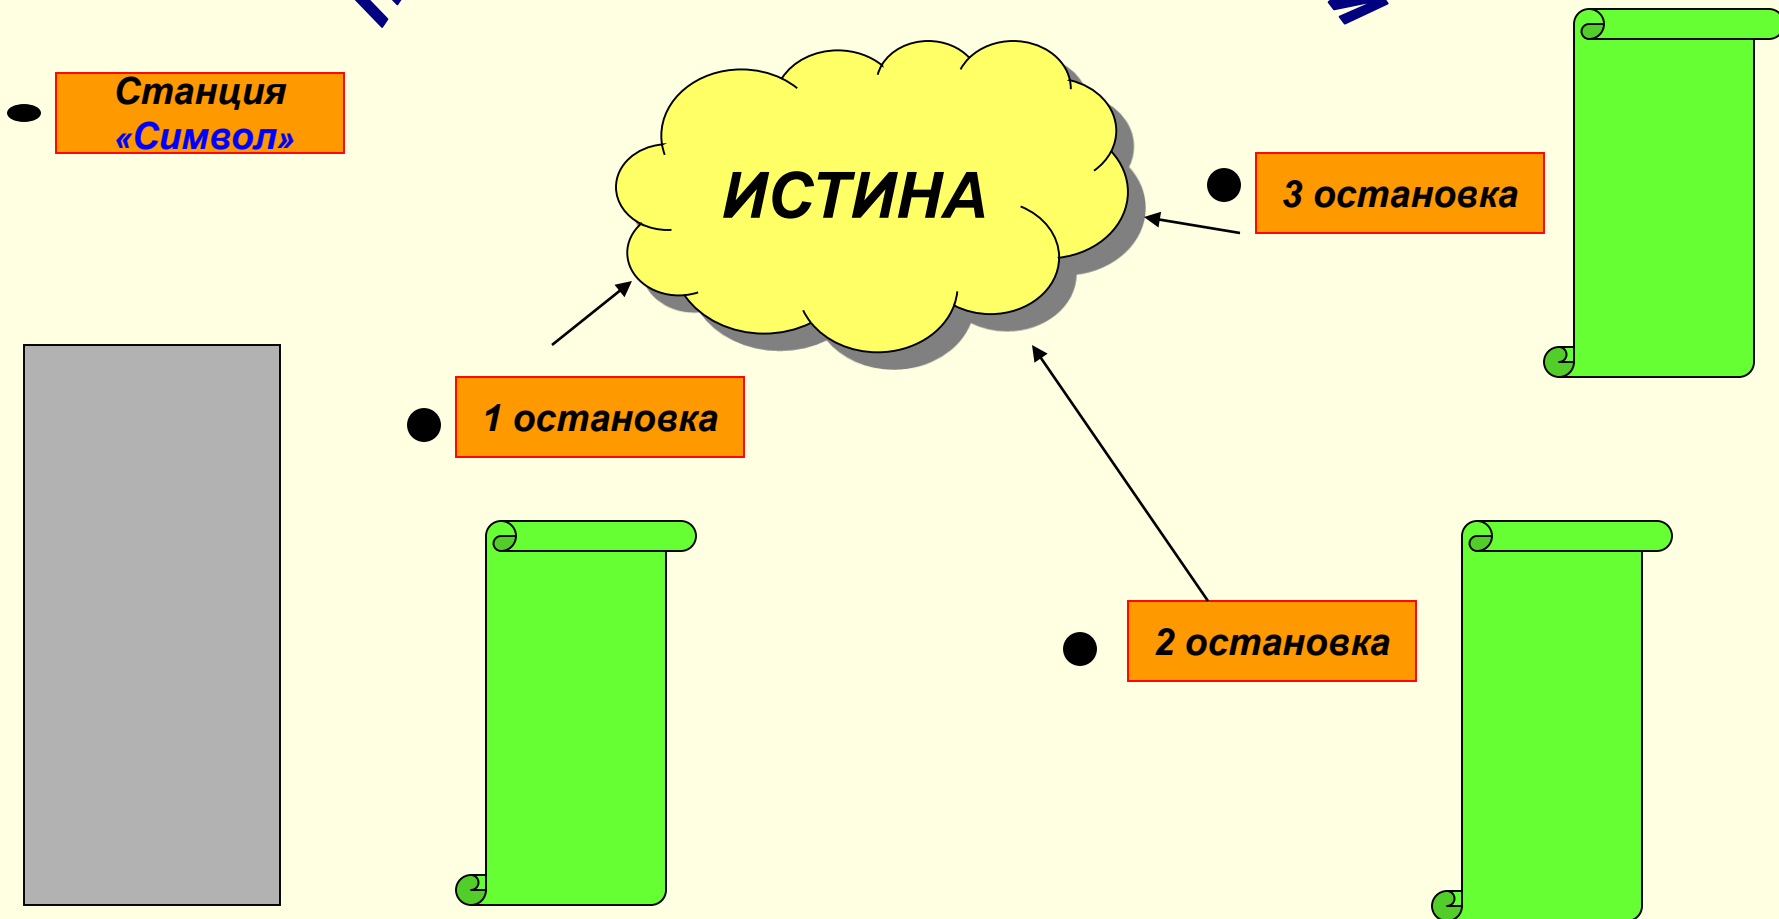 Станция
«Символ»
ИСТИНА
3 остановка
1 остановка
2 остановка